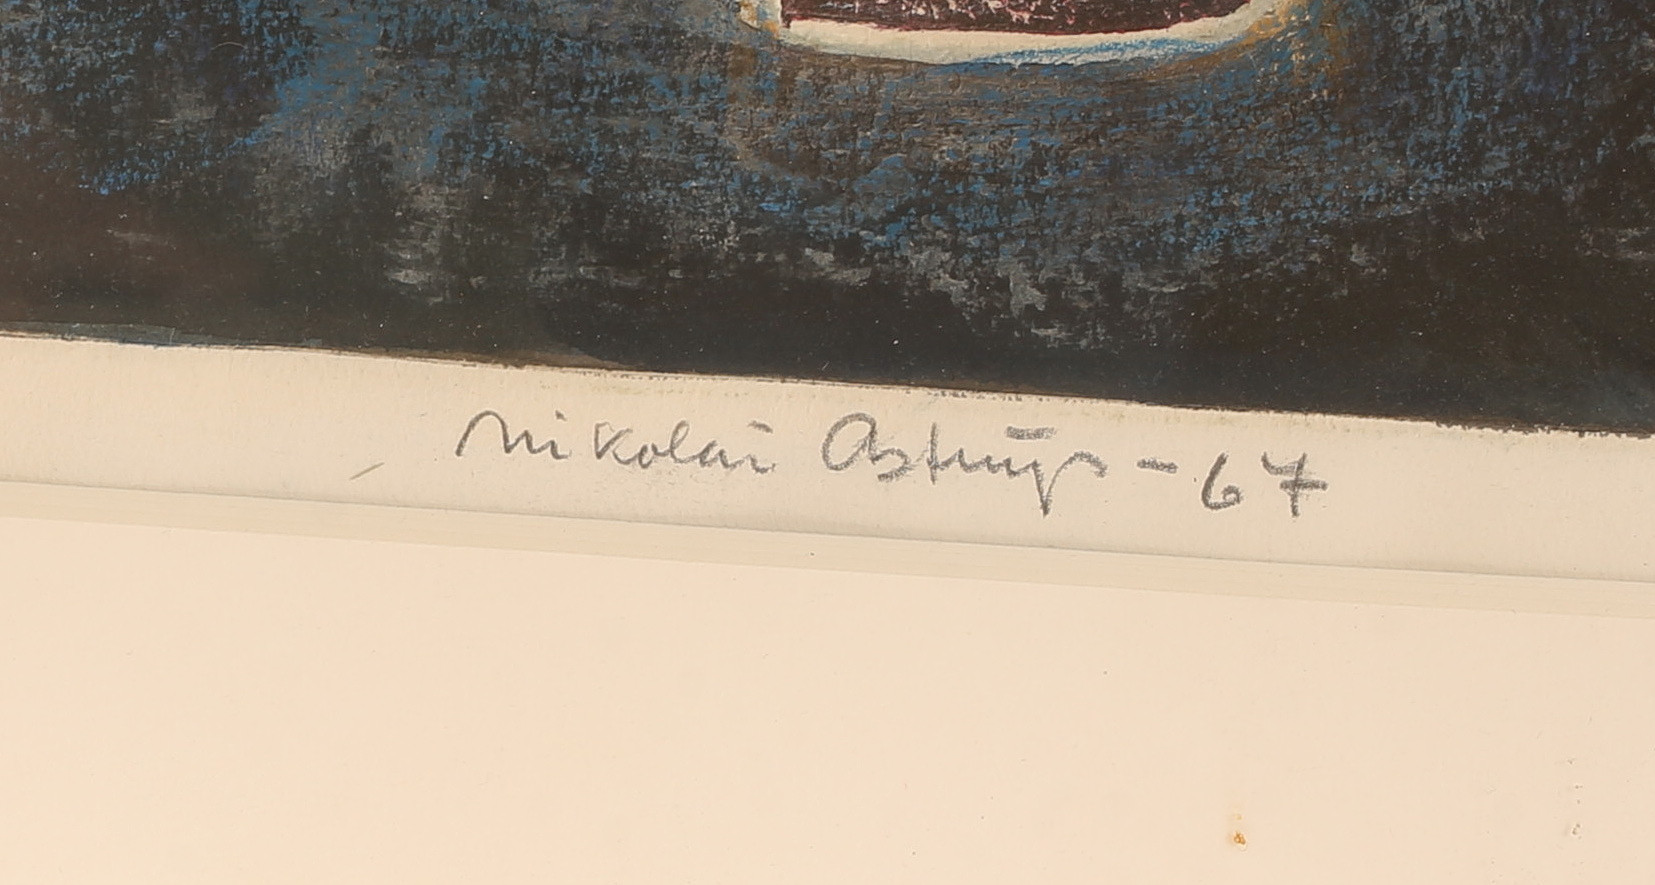 Nikolai Astrup - 67